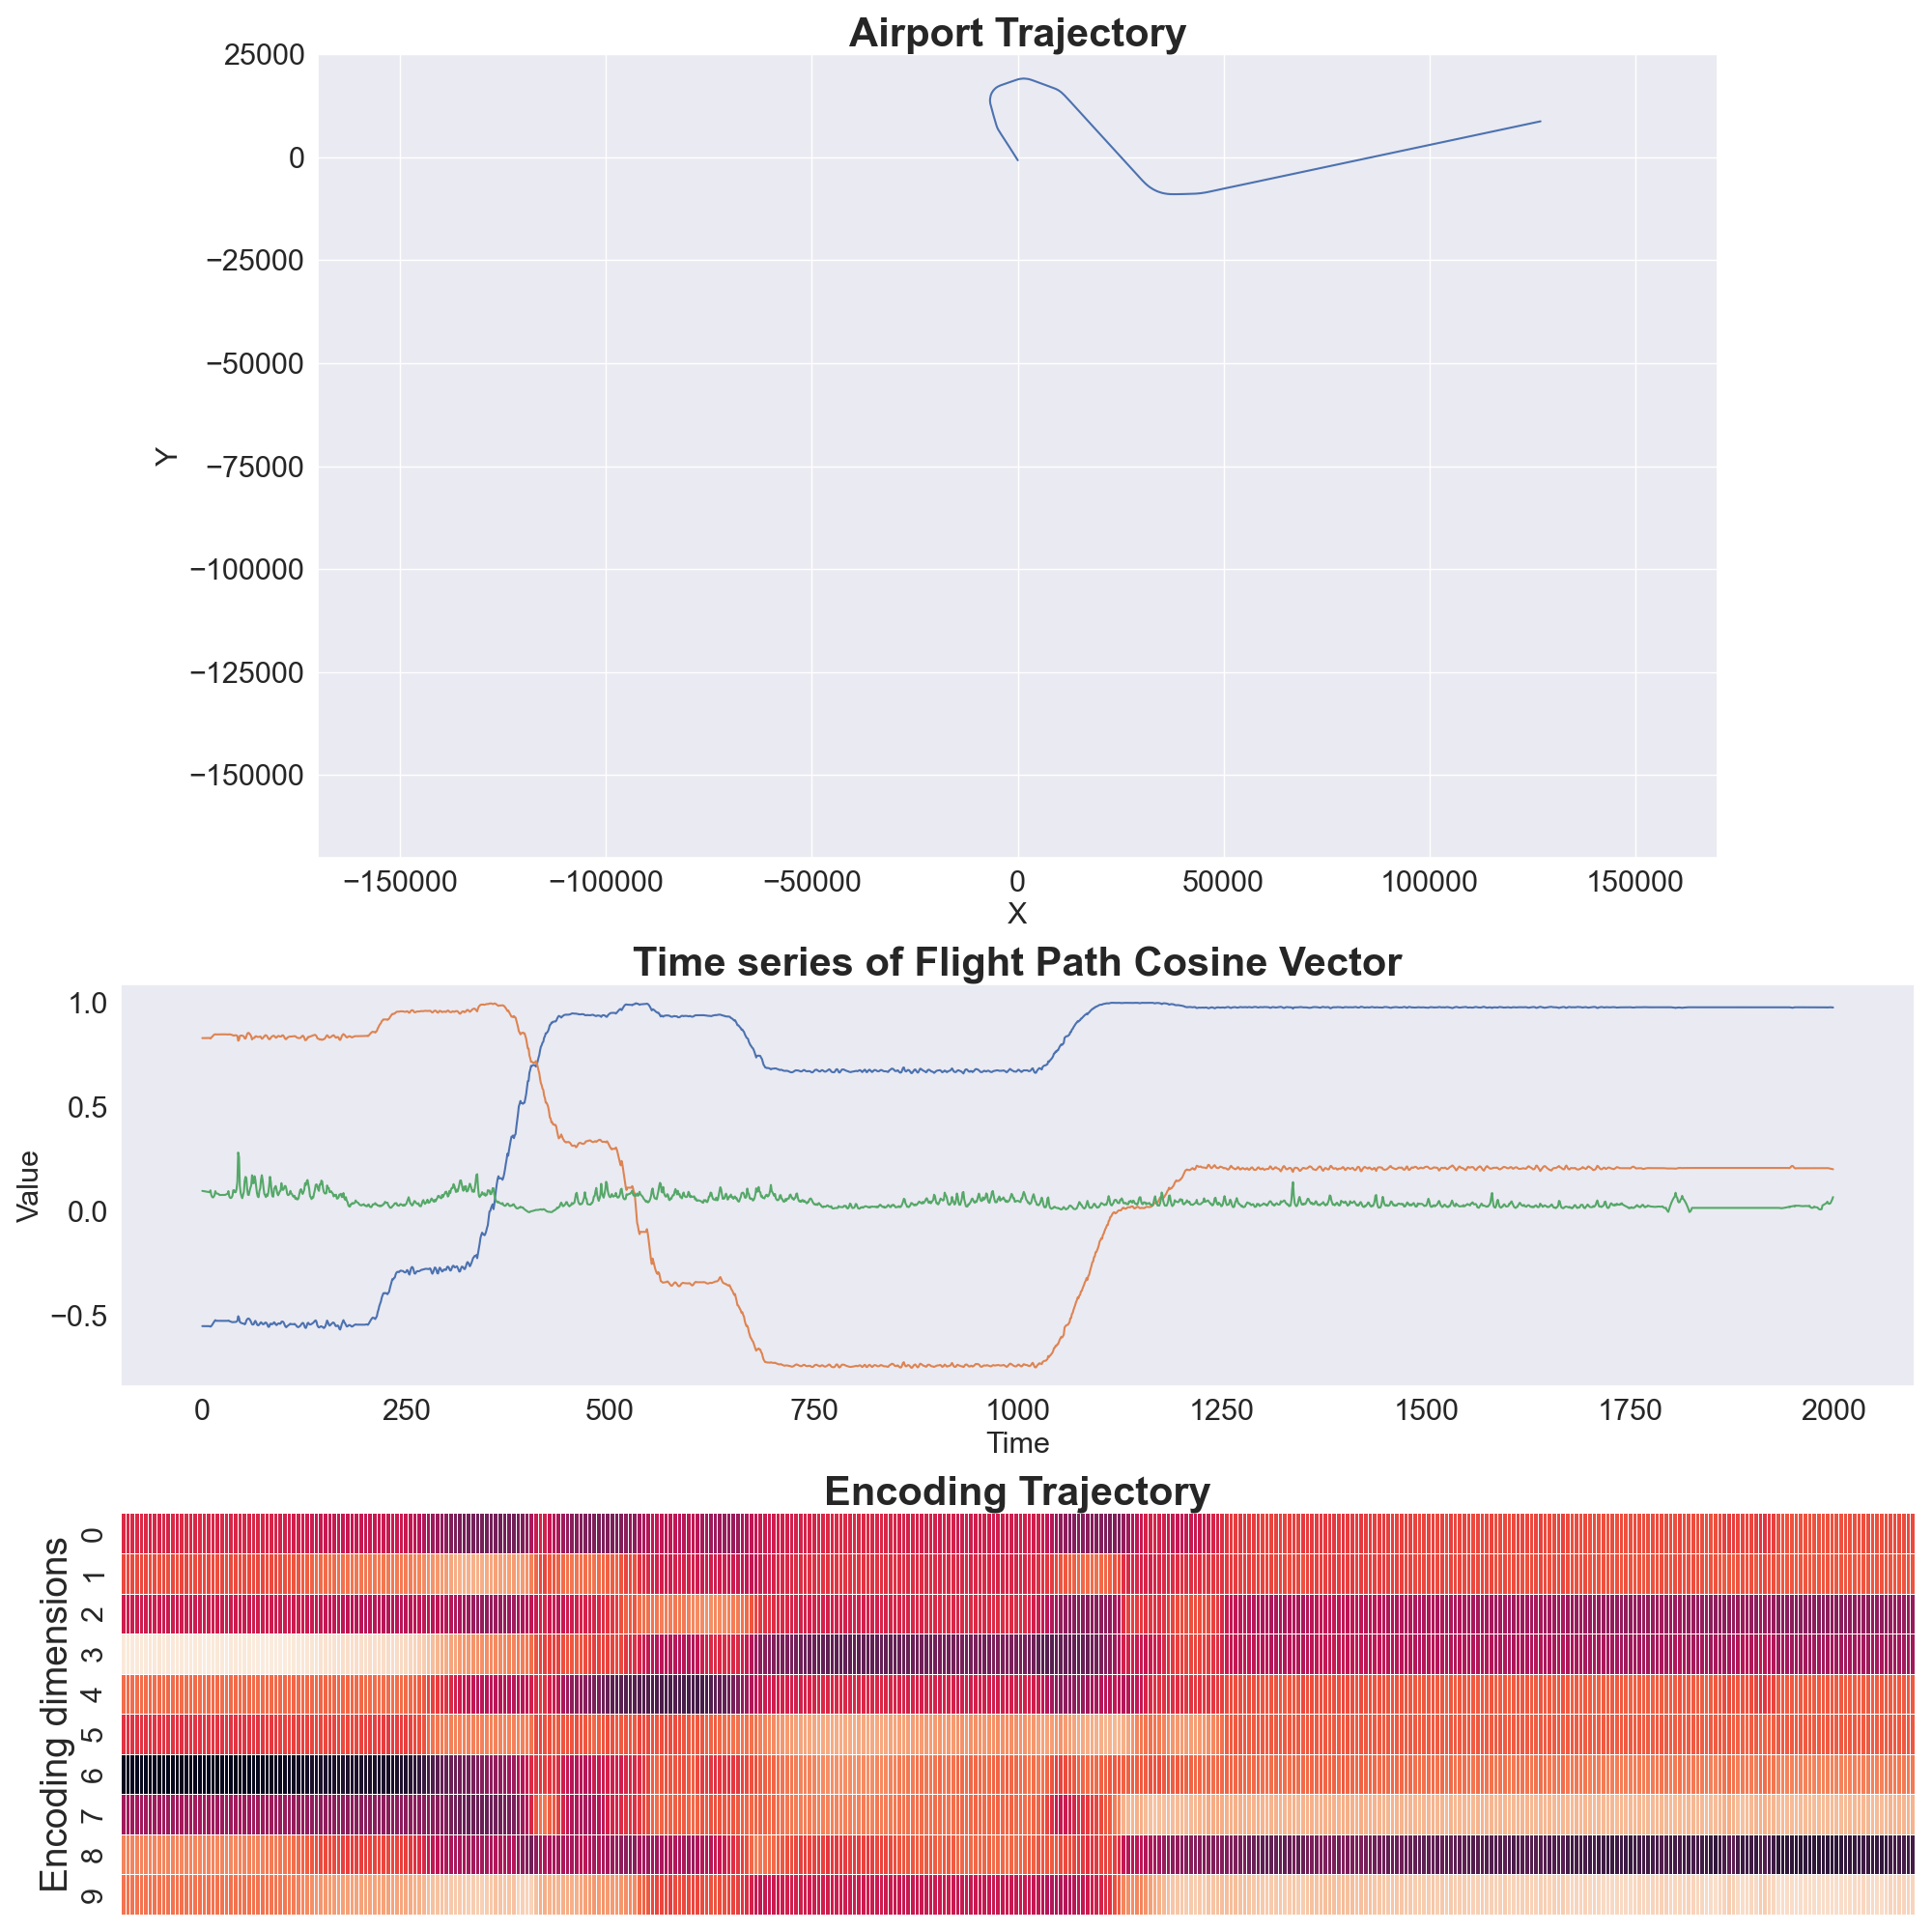 Airport Trajectory
25000
0
−25000
−50000
−75000
−100000
−125000
−150000
Y
−150000 −100000 −50000 0 50000 100000 150000
X
Time series of Flight Path Cosine Vector
1.0
0.5
0.0
−0.5
Value
0 250 500 750 1000 1250 1500 1750 2000
Time
Encoding Trajectory
Encoding dimensions
0
1
2
3
4
5
6
7
8
9